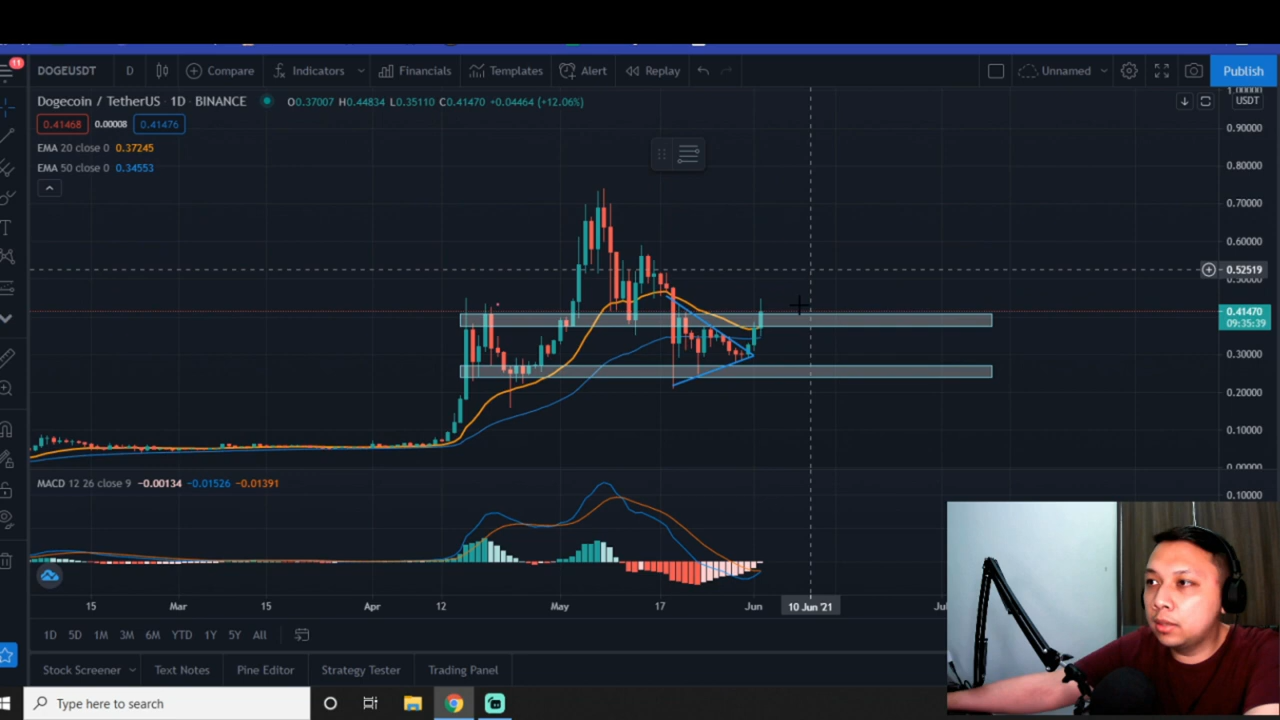 11
DOGEUSDT D Compare Indicators Financials Templates Alert Replay Unnamed Publish
Dogecoin / TetherUS · 1D · BINANCE O0.37007 H0.44834 L0.35110 C0.41470 +0.04464 (+12.06%)
USDT
0.41468 0.00008 0.41476
EMA 20 close 0 0.37245
EMA 50 close 0 0.34553
0.90000
0.80000
0.70000
0.60000
0.52519
0.41470
09:35:39
0.30000
0.20000
0.10000
MACD 12 26 close 9 −0.00134 −0.01526 −0.01391
0.10000
15 Mar 15 Apr 12 May 17 Jun 10 Jun '21
1D 5D 1M 3M 6M YTD 1Y 5Y All
Stock Screener Text Notes Pine Editor Strategy Tester Trading Panel
Type here to search